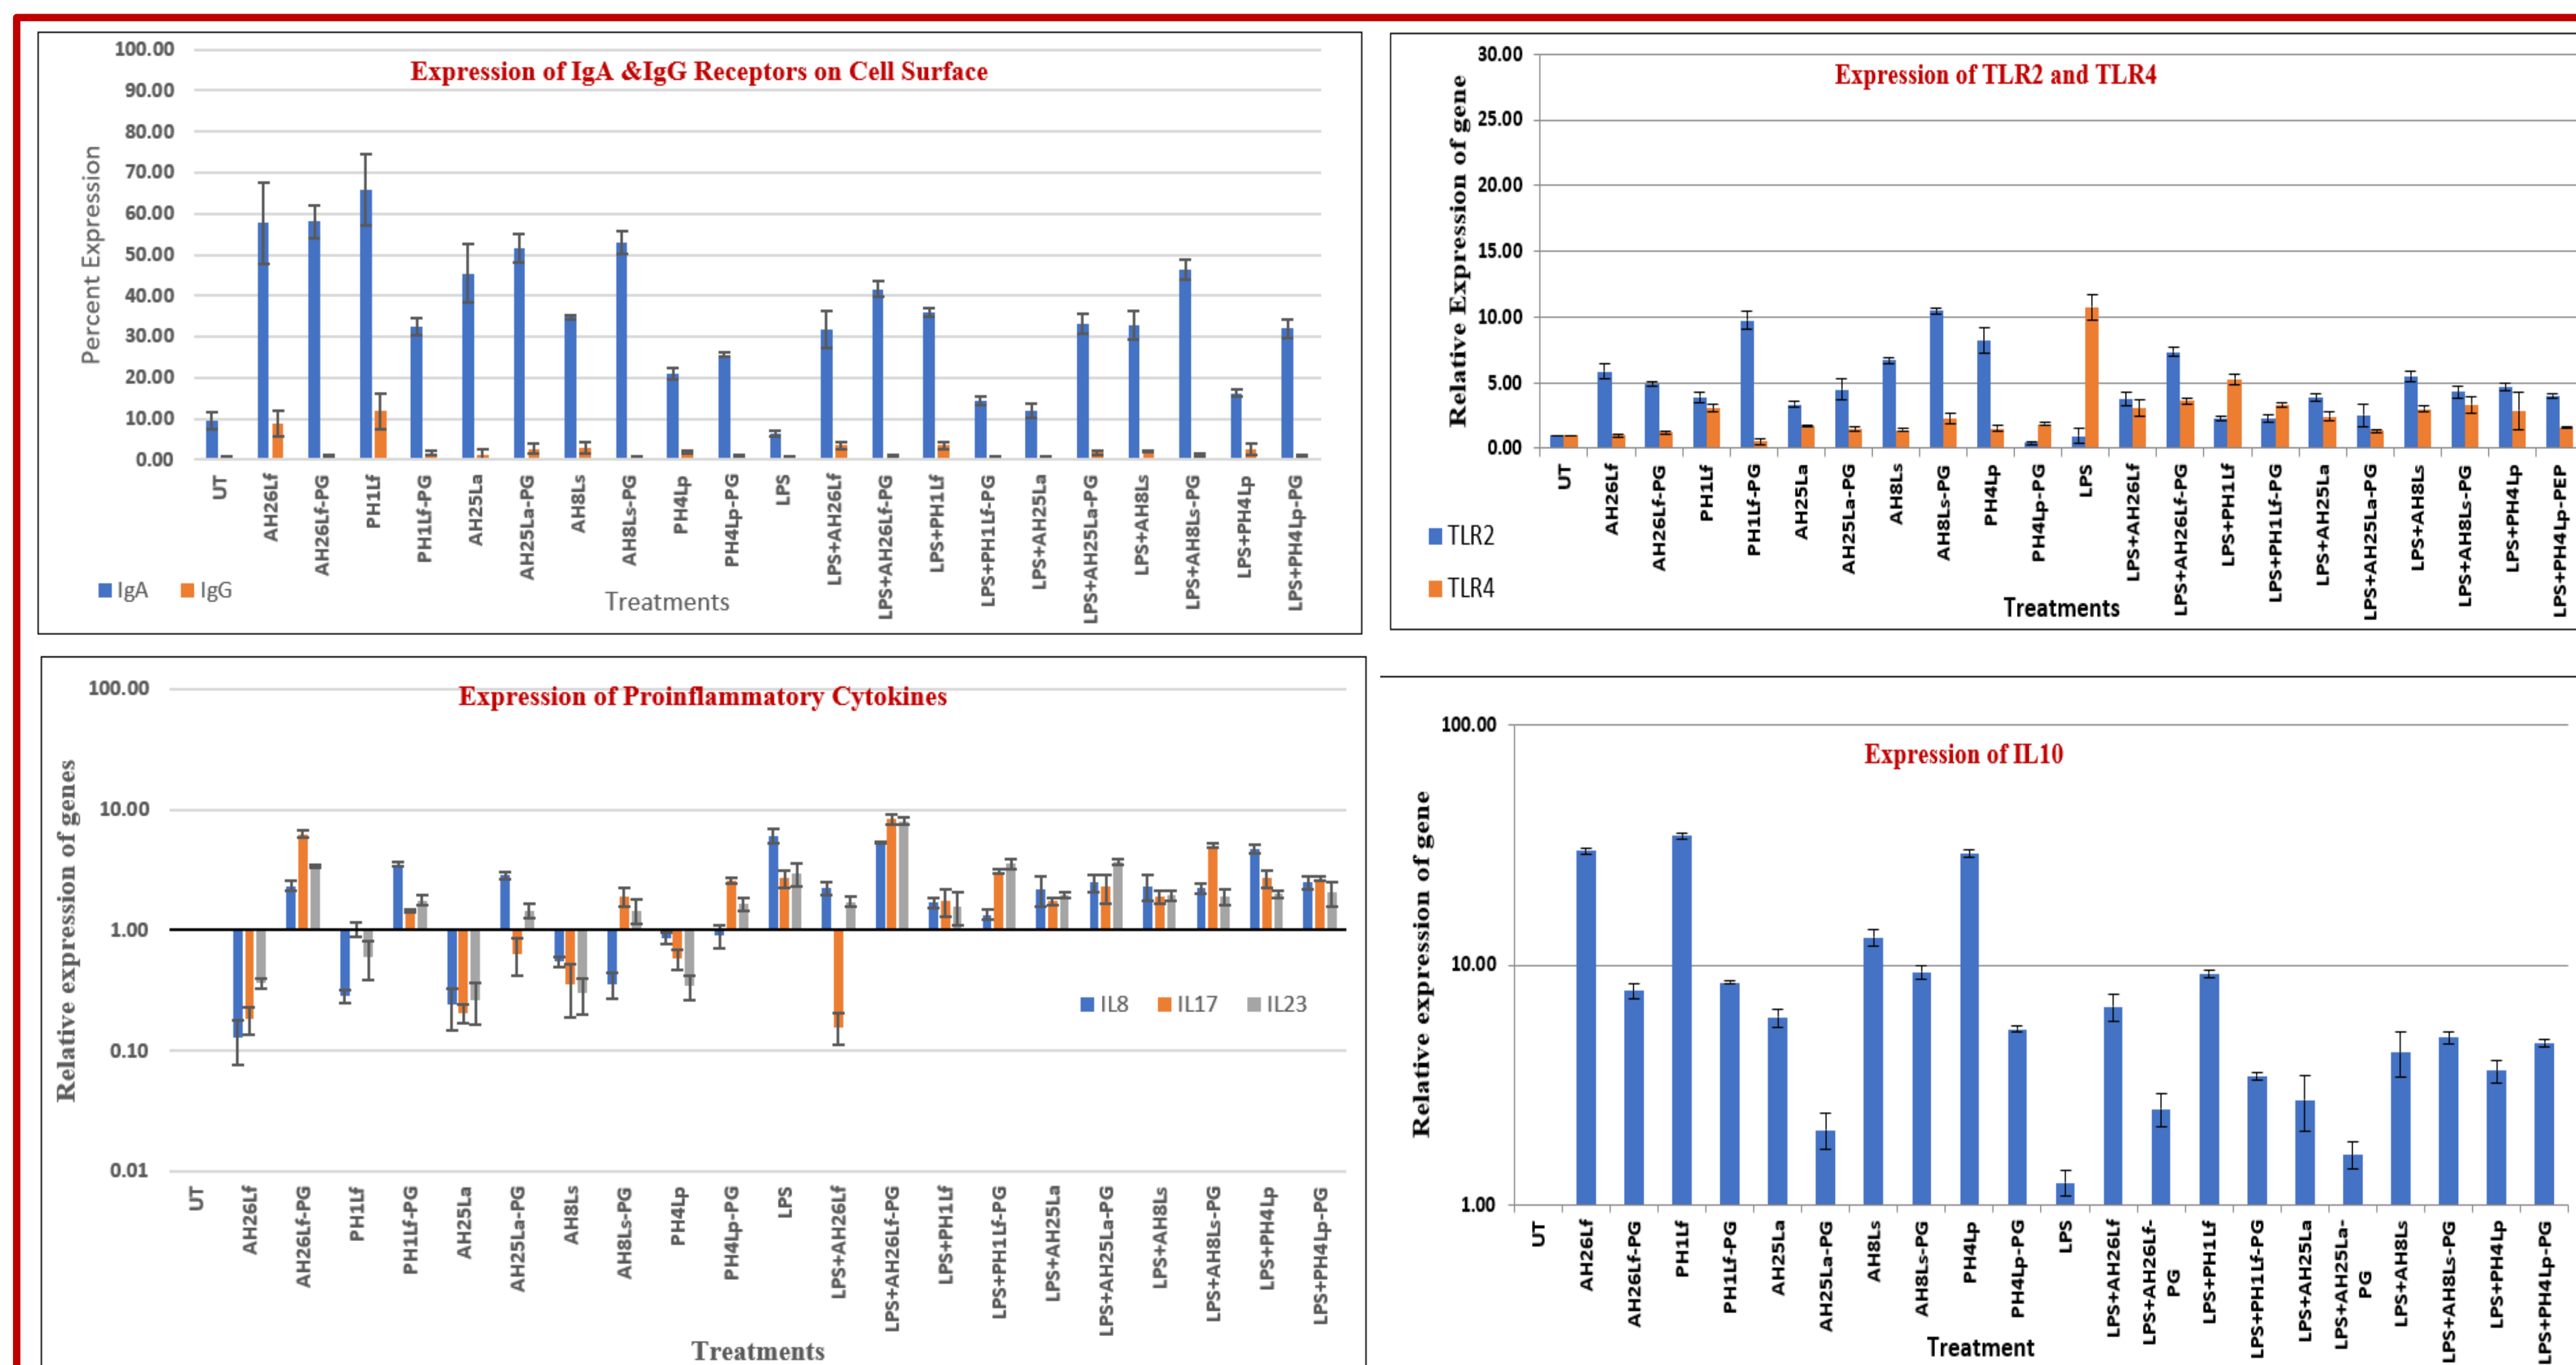 Expression of IgA &IgG Receptors on Cell Surface
Percent Expression
100.00
90.00
80.00
70.00
60.00
50.00
40.00
30.00
20.00
10.00
0.00
UT
AH26Lf
AH26Lf-PG
PH1Lf
PH1Lf-PG
AH25La
AH25La-PG
AH8Ls
AH8Ls-PG
PH4Lp
PH4Lp-PG
LPS
LPS+AH26Lf
LPS+AH26Lf-PG
LPS+PH1Lf
LPS+PH1Lf-PG
LPS+AH25La
LPS+AH25La-PG
LPS+AH8Ls
LPS+AH8Ls-PG
LPS+PH4Lp
LPS+PH4Lp-PG
IgA
IgG
Treatments
Expression of TLR2 and TLR4
Relative Expression of gene
30.00
25.00
20.00
15.00
10.00
5.00
0.00
UT
AH26Lf
AH26Lf-PG
PH1Lf
PH1Lf-PG
AH25La
AH25La-PG
AH8Ls
AH8Ls-PG
PH4Lp
PH4Lp-PG
LPS
LPS+AH26Lf
LPS+AH26Lf-PG
LPS+PH1Lf
LPS+PH1Lf-PG
LPS+AH25La
LPS+AH25La-PG
LPS+AH8Ls
LPS+AH8Ls-PG
LPS+PH4Lp
LPS+PH4Lp-PEP
TLR2
TLR4
Treatments
Expression of Proinflammatory Cytokines
Relative expression of genes
100.00
10.00
1.00
0.10
0.01
IL8
IL17
IL23
UT
AH26Lf
AH26Lf-PG
PH1Lf
PH1Lf-PG
AH25La
AH25La-PG
AH8Ls
AH8Ls-PG
PH4Lp
PH4Lp-PG
LPS
LPS+AH26Lf
LPS+AH26Lf-PG
LPS+PH1Lf
LPS+PH1Lf-PG
LPS+AH25La
LPS+AH25La-PG
LPS+AH8Ls
LPS+AH8Ls-PG
LPS+PH4Lp
LPS+PH4Lp-PG
Treatments
Expression of IL10
Relative expression of gene
100.00
10.00
1.00
UT
AH26Lf
AH26Lf-PG
PH1Lf
PH1Lf-PG
AH25La
AH25La-PG
AH8Ls
AH8Ls-PG
PH4Lp
PH4Lp-PG
LPS
LPS+AH26Lf
LPS+AH26Lf-
PG
LPS+PH1Lf
LPS+PH1Lf-PG
LPS+AH25La
LPS+AH25La-
PG
LPS+AH8Ls
LPS+AH8Ls-PG
LPS+PH4Lp
LPS+PH4Lp-PG
Treatment